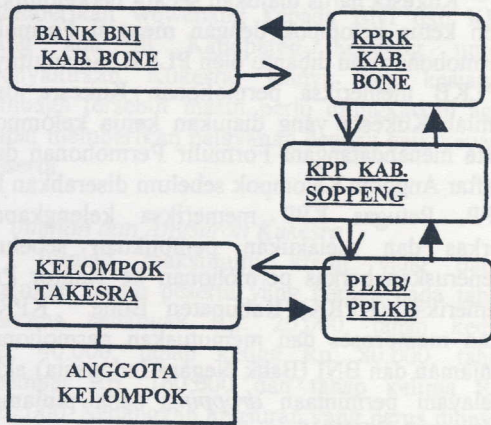 BANK BNI
KAB. BONE
KPRK
KAB.
BONE
KPP KAB.
SOPPENG
KELOMPOK
TAKESRA
PLKB/
PPLKB
ANGGOTA
KELOMPOK